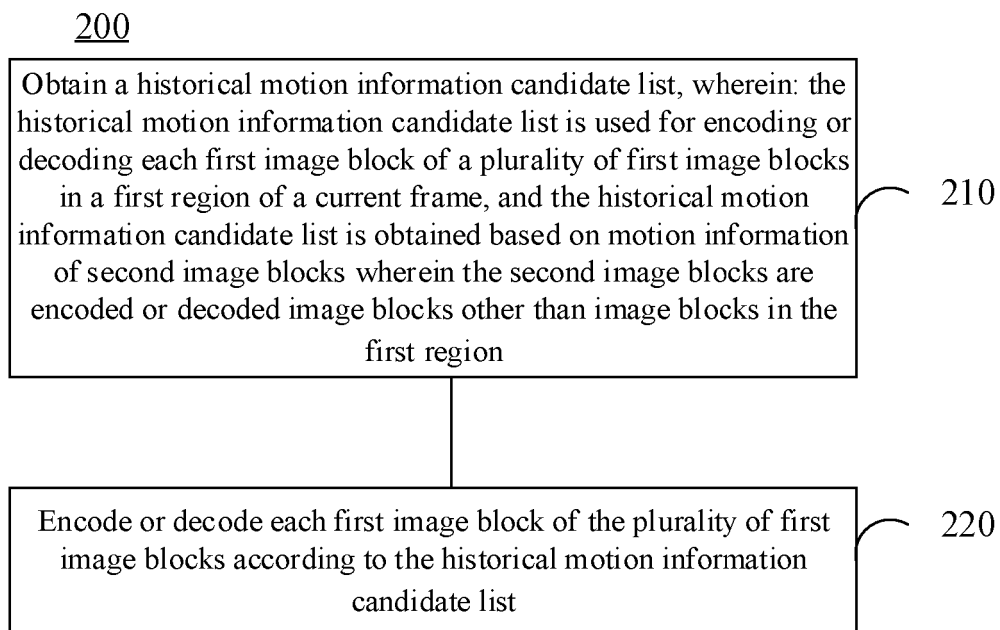 200
Obtain a historical motion information candidate list, wherein: the
historical motion information candidate list is used for encoding or
decoding each first image block of a plurality of first image blocks
in a first region of a current frame, and the historical motion
information candidate list is obtained based on motion information
of second image blocks wherein the second image blocks are
encoded or decoded image blocks other than image blocks in the
first region
210
Encode or decode each first image block of the plurality of first
image blocks according to the historical motion information
candidate list
220